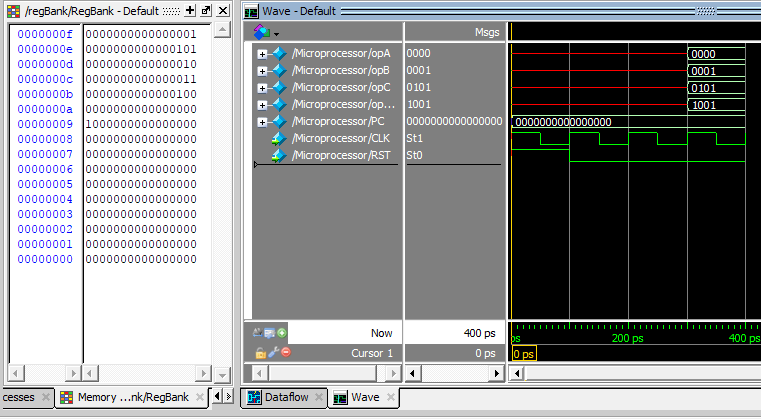 /regBank/RegBank - Default
0000000f 0000000000000001
0000000e 0000000000000101
0000000d 0000000000000010
0000000c 0000000000000011
0000000b 0000000000000100
0000000a 0000000000000000
00000009 1000000000000000
00000008 0000000000000000
00000007 0000000000000000
00000006 0000000000000000
00000005 0000000000000000
00000004 0000000000000000
00000003 0000000000000000
00000002 0000000000000000
00000001 0000000000000000
00000000 0000000000000000
cesses
Memory ...nk/RegBank
Wave - Default
Msgs
/Microprocessor/opA 0000 0000
/Microprocessor/opB 0001 0001
/Microprocessor/opC 0101 0101
/Microprocessor/op... 1001 1001
/Microprocessor/PC 0000000000000000 0000000000000000
/Microprocessor/CLK St1
/Microprocessor/RST St0
Now 400 ps ps 200 ps 400 ps
Cursor 1 0 ps 0 ps
Dataflow
Wave